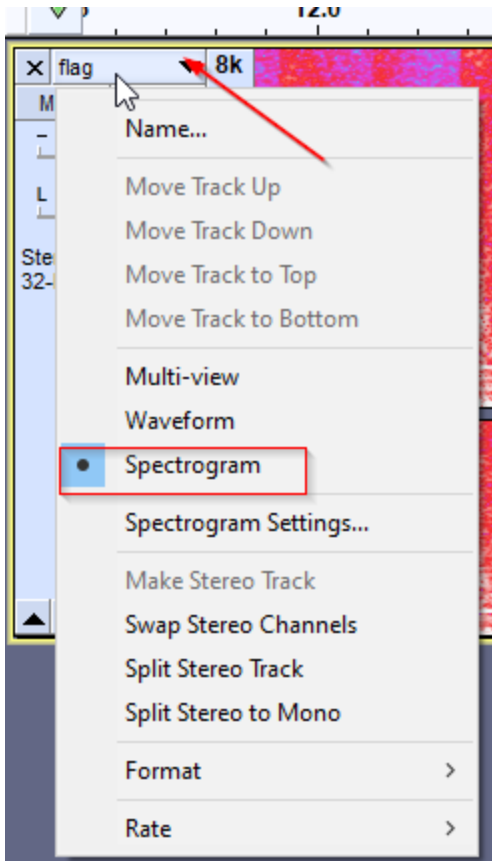 12.0
flag 8k
M
Name...
Move Track Up
Move Track Down
Move Track to Top
Move Track to Bottom
L
Ste
32-
Multi-view
Waveform
Spectrogram
Spectrogram Settings...
Make Stereo Track
Swap Stereo Channels
Split Stereo Track
Split Stereo to Mono
Format
Rate